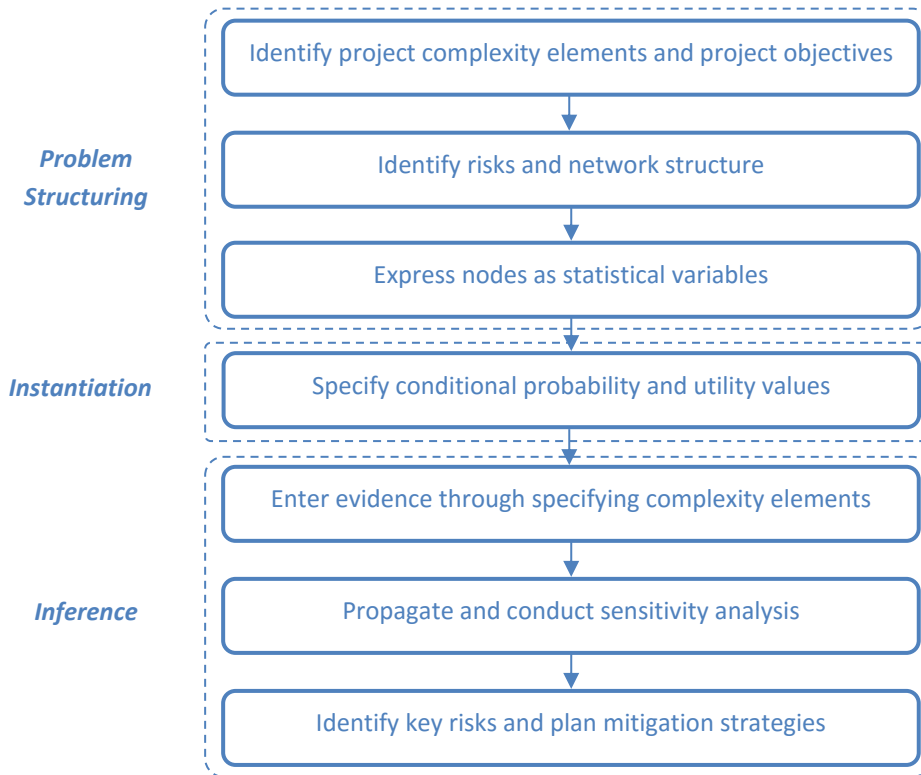 Identify project complexity elements and project objectives
Problem
Structuring
Identify risks and network structure
Express nodes as statistical variables
Instantiation
Specify conditional probability and utility values
Enter evidence through specifying complexity elements
Inference
Propagate and conduct sensitivity analysis
Identify key risks and plan mitigation strategies